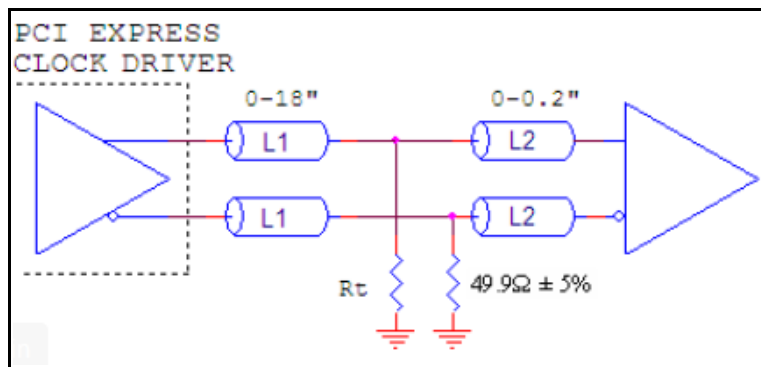 PCI EXPRESS
CLOCK DRIVER
0-18"
0-0.2"
L1
L2
L1
L2
Rt
49.9Ω ± 5%